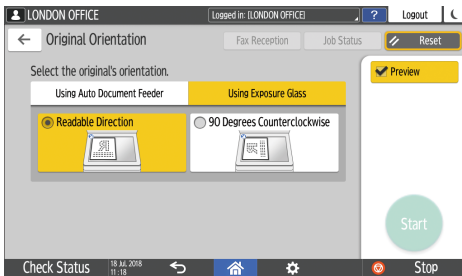 LONDON OFFICE
Logged in: [LONDON OFFICE]
?
Logout
Original Orientation
Fax Reception
Job Status
Reset
Select the original's orientation.
Preview
Using Auto Document Feeder
Using Exposure Glass
Readable Direction
90 Degrees Counterclockwise
R
R
Start
Check Status
18 Jul. 2018
11:18
Stop